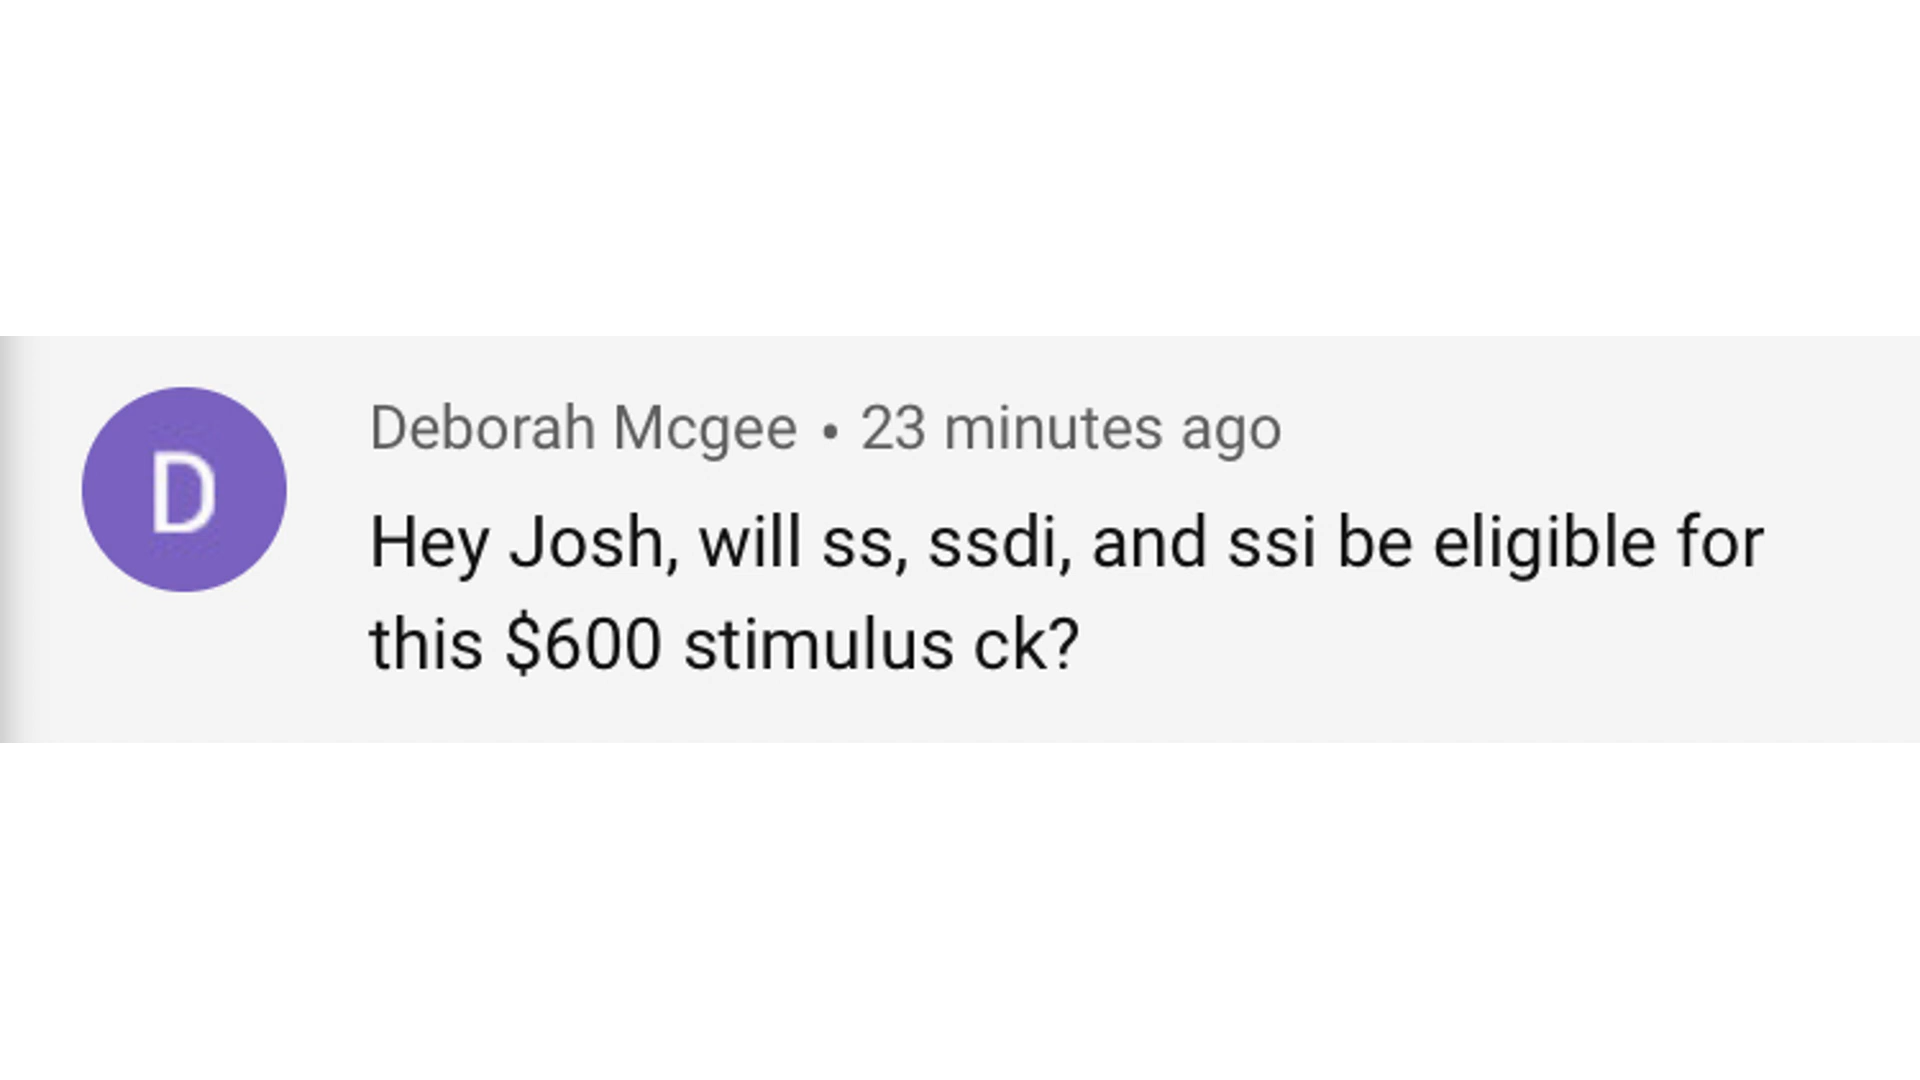 D
Deborah Mcgee • 23 minutes ago
Hey Josh, will ss, ssdi, and ssi be eligible for
this $600 stimulus ck?